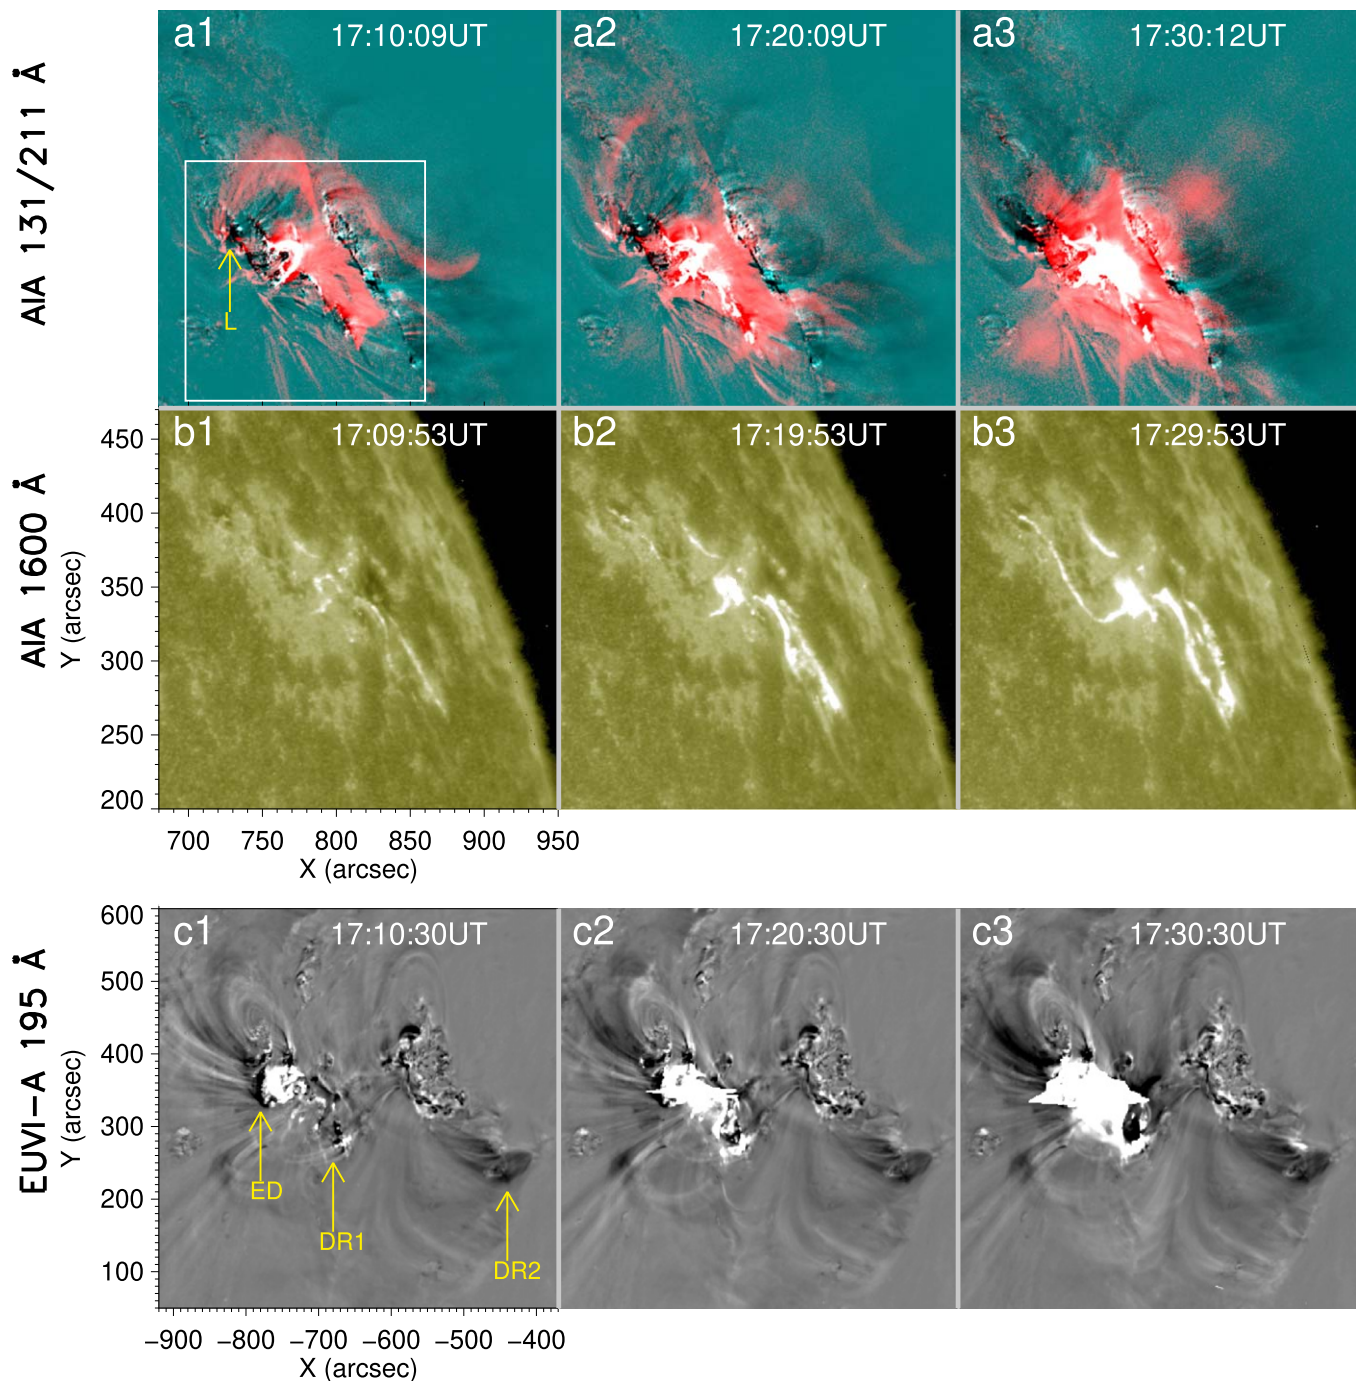 AIA 131/211 Å
a1 17:10:09UT
a2 17:20:09UT
a3 17:30:12UT
L
AIA 1600 Å
Y (arcsec)
450
400
350
300
250
200
b1 17:09:53UT
b2 17:19:53UT
b3 17:29:53UT
700 750 800 850 900 950
X (arcsec)
EUVI-A 195 Å
Y (arcsec)
600
500
400
300
200
100
c1 17:10:30UT
c2 17:20:30UT
c3 17:30:30UT
ED
DR1
DR2
−900 −800 −700 −600 −500 −400
X (arcsec)